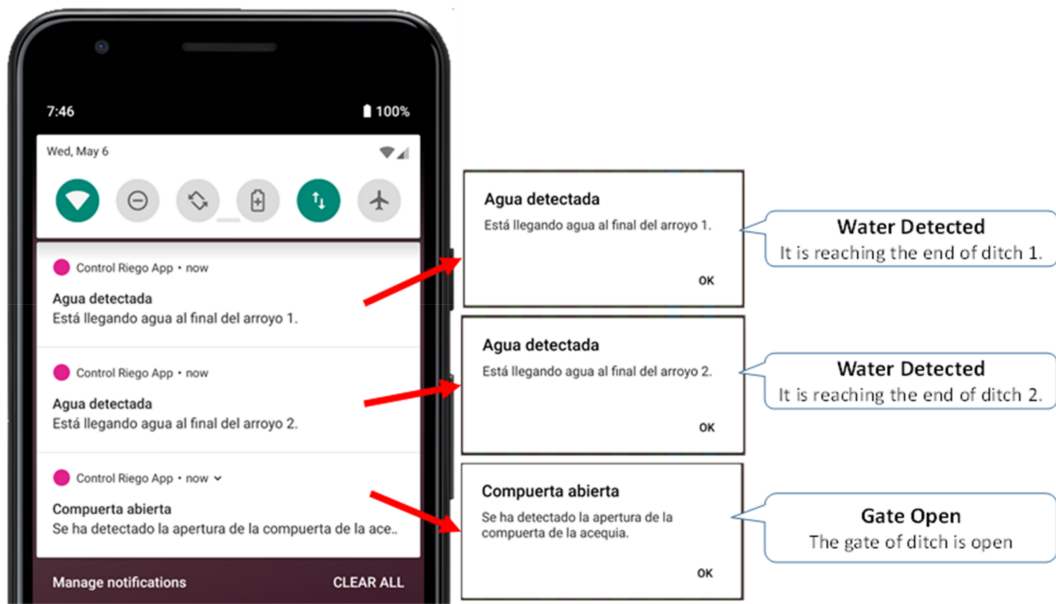 7:46
100%
Wed, May 6
Control Riego App • now
Agua detectada
Está llegando agua al final del arroyo 1.
Control Riego App • now
Agua detectada
Está llegando agua al final del arroyo 2.
Control Riego App • now
Compuerta abierta
Se ha detectado la apertura de la compuerta de la ace..
Manage notifications
CLEAR ALL
Agua detectada
Está llegando agua al final del arroyo 1.
OK
Water Detected
It is reaching the end of ditch 1.
Agua detectada
Está llegando agua al final del arroyo 2.
OK
Water Detected
It is reaching the end of ditch 2.
Compuerta abierta
Se ha detectado la apertura de la
compuerta de la acequia.
OK
Gate Open
The gate of ditch is open